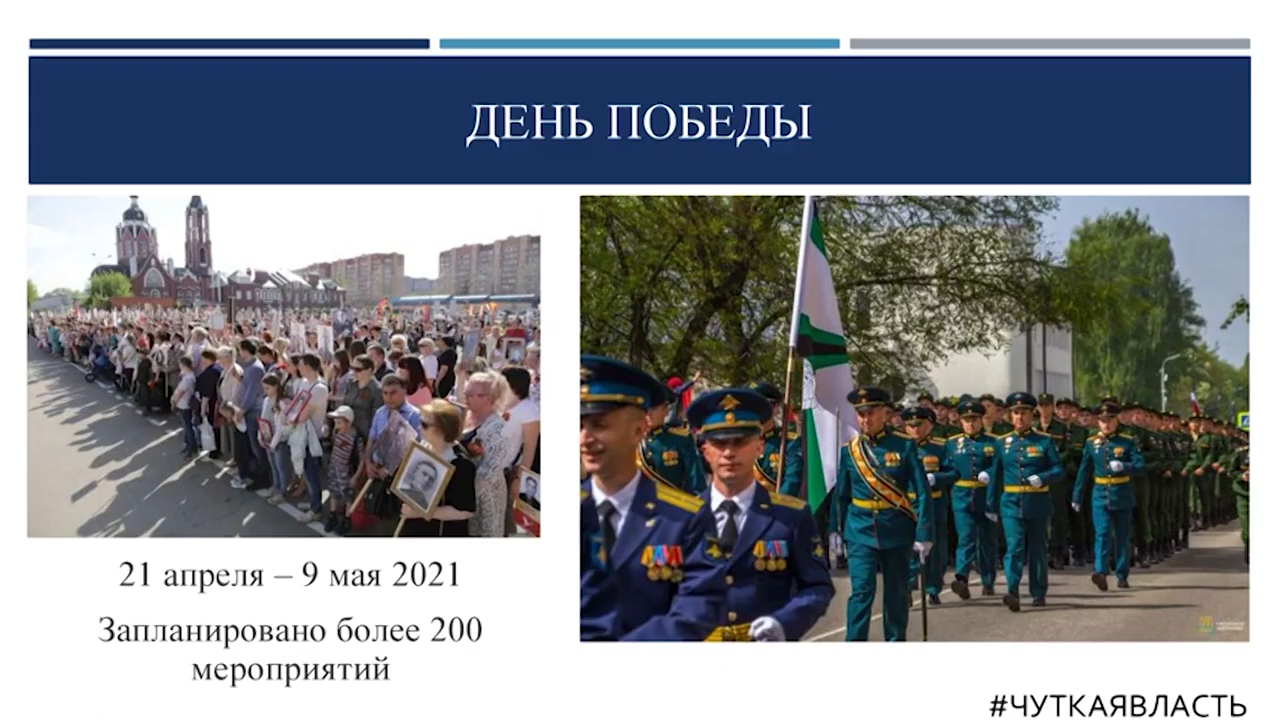 ДЕНЬ ПОБЕДЫ
21 апреля – 9 мая 2021
Запланировано более 200
мероприятий
#ЧУТКАЯВЛАСТЬ